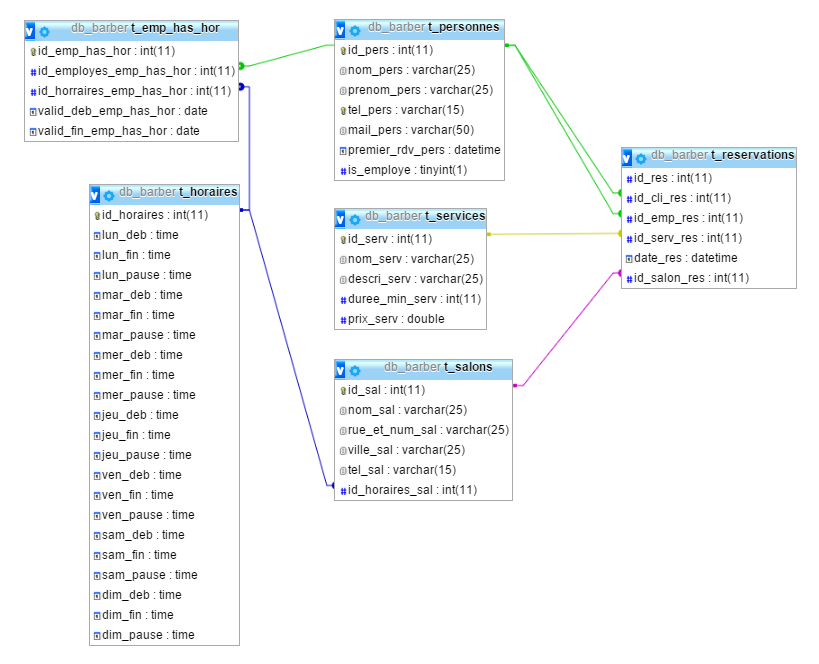 db_barber t_emp_has_hor
id_emp_has_hor : int(11)
id_employes_emp_has_hor : int(11)
id_horraires_emp_has_hor : int(11)
valid_deb_emp_has_hor : date
valid_fin_emp_has_hor : date
db_barber t_personnes
id_pers : int(11)
nom_pers : varchar(25)
prenom_pers : varchar(25)
tel_pers : varchar(15)
mail_pers : varchar(50)
premier_rdv_pers : datetime
is_employe : tinyint(1)
db_barber t_reservations
id_res : int(11)
id_cli_res : int(11)
id_emp_res : int(11)
id_serv_res : int(11)
date_res : datetime
id_salon_res : int(11)
db_barber t_horaires
id_horaires : int(11)
lun_deb : time
lun_fin : time
lun_pause : time
mar_deb : time
mar_fin : time
mar_pause : time
mer_deb : time
mer_fin : time
mer_pause : time
jeu_deb : time
jeu_fin : time
jeu_pause : time
ven_deb : time
ven_fin : time
ven_pause : time
sam_deb : time
sam_fin : time
sam_pause : time
dim_deb : time
dim_fin : time
dim_pause : time
db_barber t_services
id_serv : int(11)
nom_serv : varchar(25)
descri_serv : varchar(25)
duree_min_serv : int(11)
prix_serv : double
db_barber t_salons
id_sal : int(11)
nom_sal : varchar(25)
rue_et_num_sal : varchar(25)
ville_sal : varchar(25)
tel_sal : varchar(15)
id_horaires_sal : int(11)